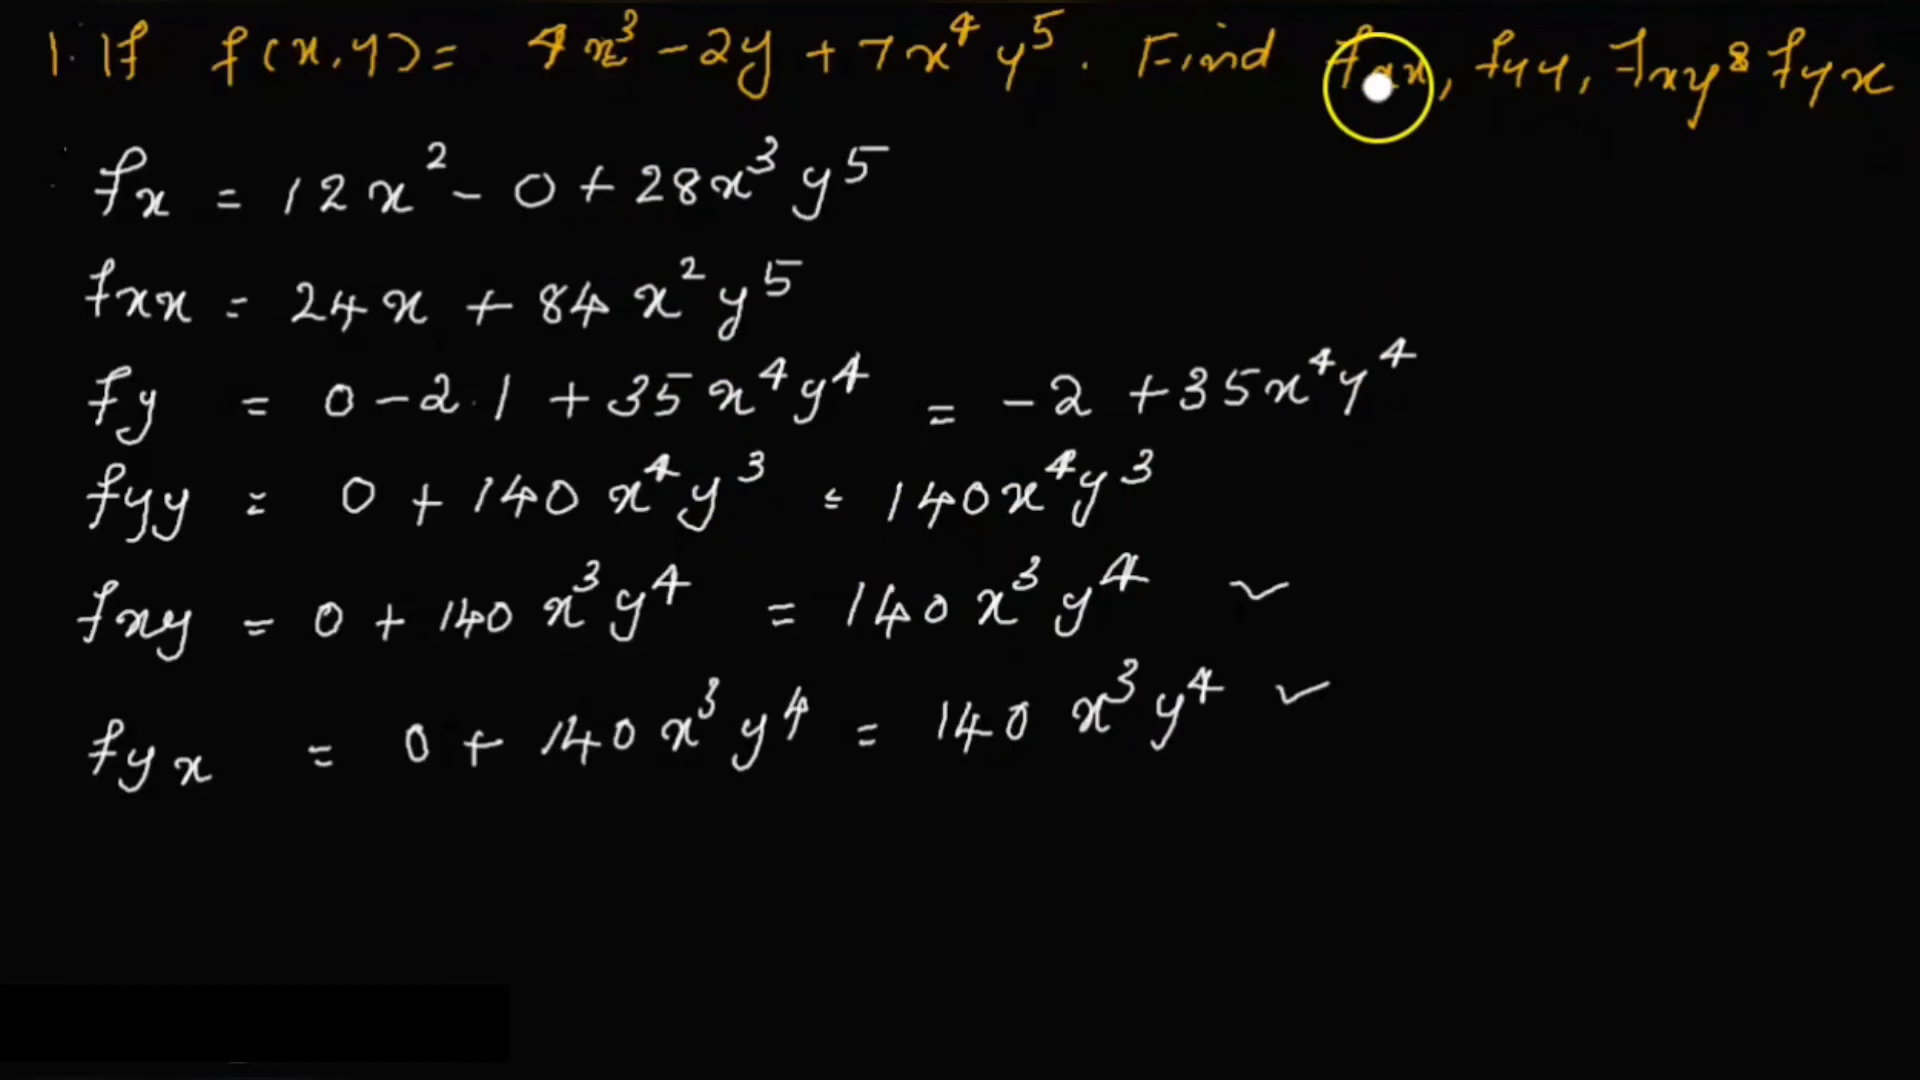 1. If f(x,y) = 4x³ - 2y + 7x⁴y⁵. Find fxx, fyy, fxy & fyx
fx = 12x² - 0 + 28x³y⁵
fxx = 24x + 84x²y⁵
fy = 0 - 2.1 + 35x⁴y⁴ = -2 + 35x⁴y⁴
fyy = 0 + 140x⁴y³ = 140x⁴y³
fxy = 0 + 140x³y⁴ = 140x³y⁴ ✓
fyx = 0 + 140x³y⁴ = 140x³y⁴ ✓